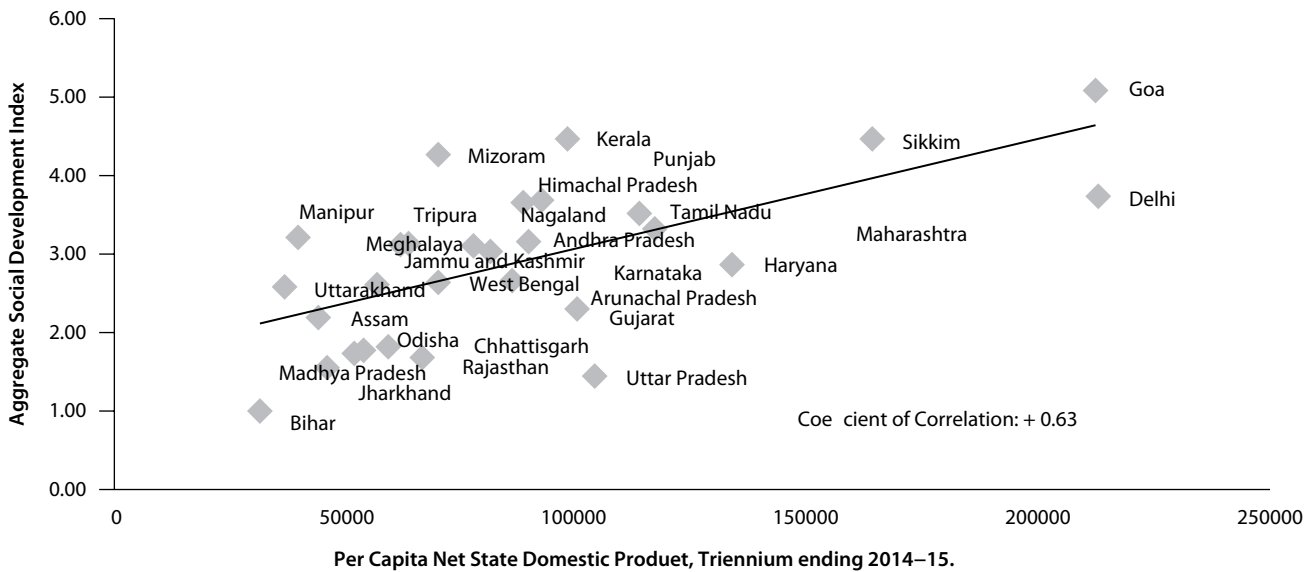 Aggregate Social Development Index
6.00
5.00
4.00
3.00
2.00
1.00
0.00
Goa
Kerala
Sikkim
Mizoram
Punjab
Himachal Pradesh
Delhi
Manipur
Tripura
Nagaland
Tamil Nadu
Maharashtra
Meghalaya
Andhra Pradesh
Jammu and Kashmir
Haryana
Karnataka
Uttarakhand
West Bengal
Arunachal Pradesh
Assam
Gujarat
Odisha
Chhattisgarh
Madhya Pradesh
Rajasthan
Uttar Pradesh
Jharkhand
Bihar
Coe cient of Correlation: + 0.63
0 50000 100000 150000 200000 250000
Per Capita Net State Domestic Produet, Triennium ending 2014–15.